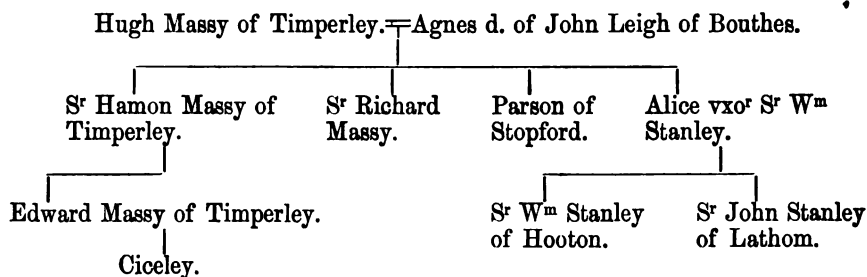 Hugh Massy of Timperley.=Agnes d. of John Leigh of Bouthes.
Sʳ Hamon Massy of Timperley.
Sʳ Richard Massy.
Parson of Stopford.
Alice vxoʳ Sʳ Wᵐ Stanley.
Edward Massy of Timperley.
Sʳ Wᵐ Stanley of Hooton.
Sʳ John Stanley of Lathom.
Ciceley.